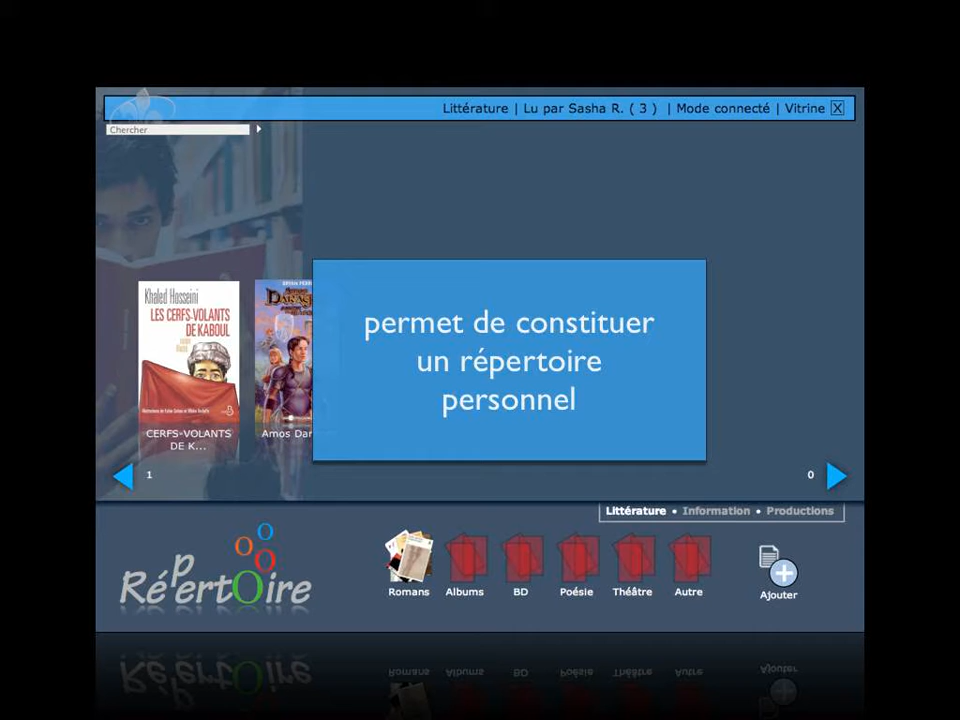 Littérature | Lu par Sasha R. ( 3 ) | Mode connecté | Vitrine X
Chercher
Khaled Hosseini
LES CERFS-VOLANTS
DE KABOUL
permet de constituer
un répertoire
personnel
CERFS-VOLANTS
DE K...
Amos Dar
1
0
Littérature • Information • Productions
Répertoire
Romans
Albums
BD
Poésie
Théâtre
Autre
Ajouter